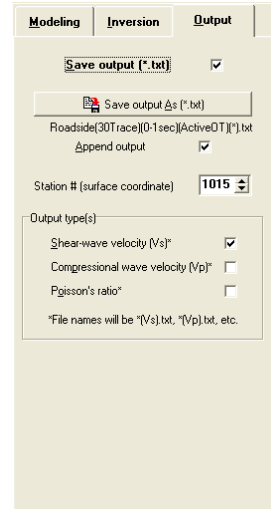 Modeling Inversion Output
Save output (*.txt)
Save output As (*.txt)
Roadside(30Trace)(0-1sec)(ActiveOT)(*).txt
Append output
Station # (surface coordinate) 1015
Output type(s)
Shear-wave velocity (Vs)*
Compressional wave velocity (Vp)*
Poisson's ratio*
*File names will be *(Vs).txt, *(Vp).txt, etc.